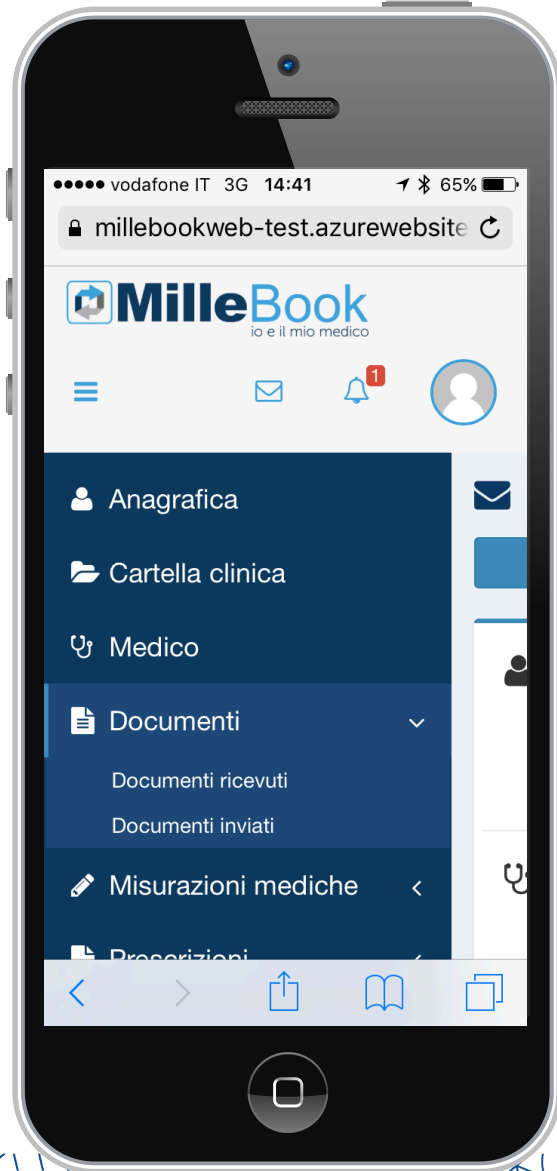 vodafone IT 3G 14:41 65%
millebookweb-test.azurewebsite
MilleBook
io e il mio medico
1
Anagrafica
Cartella clinica
Medico
Documenti
Documenti ricevuti
Documenti inviati
Misurazioni mediche
Prescrizioni